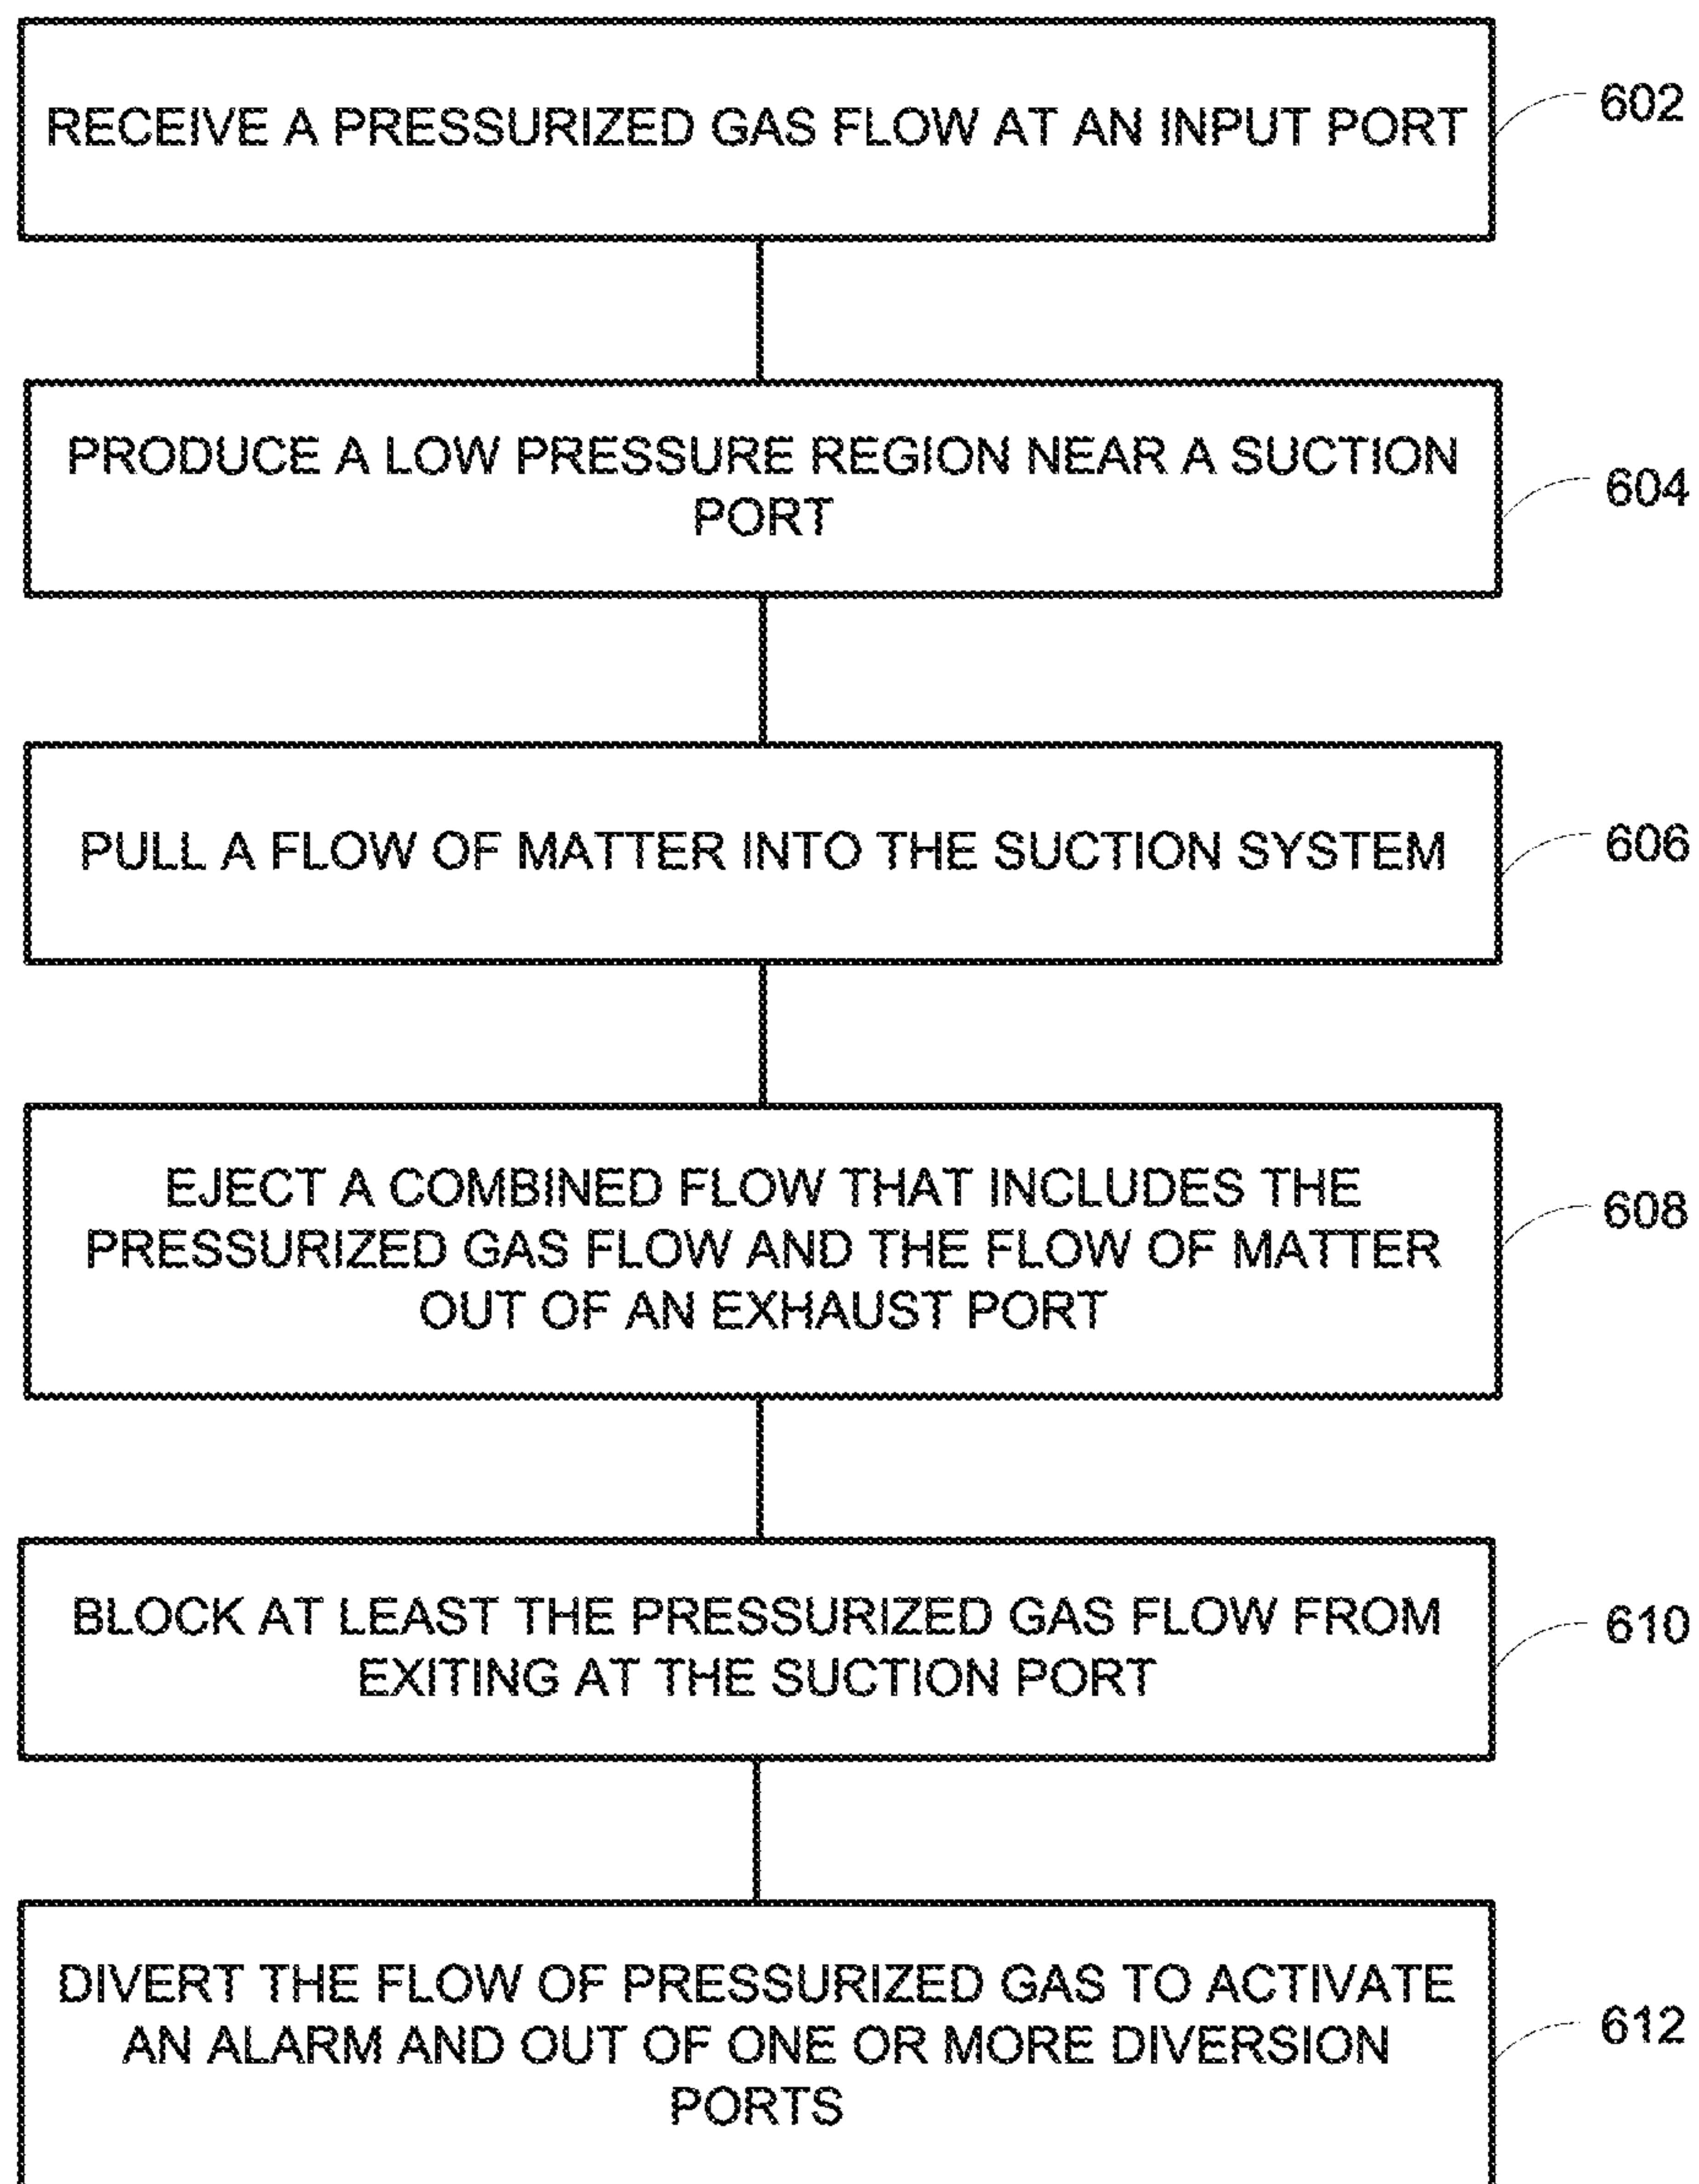 RECEIVE A PRESSURIZED GAS FLOW AT AN INPUT PORT
602
PRODUCE A LOW PRESSURE REGION NEAR A SUCTION
PORT
604
PULL A FLOW OF MATTER INTO THE SUCTION SYSTEM
606
EJECT A COMBINED FLOW THAT INCLUDES THE
PRESSURIZED GAS FLOW AND THE FLOW OF MATTER
OUT OF AN EXHAUST PORT
608
BLOCK AT LEAST THE PRESSURIZED GAS FLOW FROM
EXITING AT THE SUCTION PORT
610
DIVERT THE FLOW OF PRESSURIZED GAS TO ACTIVATE
AN ALARM AND OUT OF ONE OR MORE DIVERSION
PORTS
612